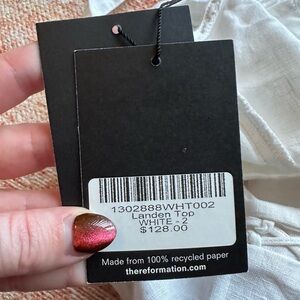 1302888WHT002
Landen Top
WHITE - 2
$128.00
Made from 100% recycled paper
thereformation.com